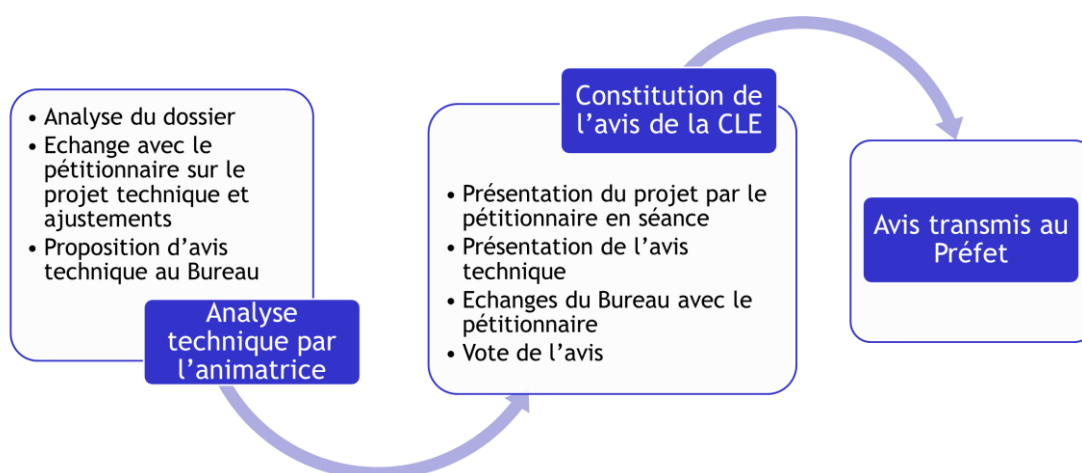 • Analyse du dossier
• Echange avec le
pétitionnaire sur le
projet technique et
ajustements
• Proposition d’avis
technique au Bureau
Analyse
technique par
l’animatrice
Constitution de
l’avis de la CLE
• Présentation du projet par le
pétitionnaire en séance
• Présentation de l’avis
technique
• Echanges du Bureau avec le
pétitionnaire
• Vote de l’avis
Avis transmis au
Préfet